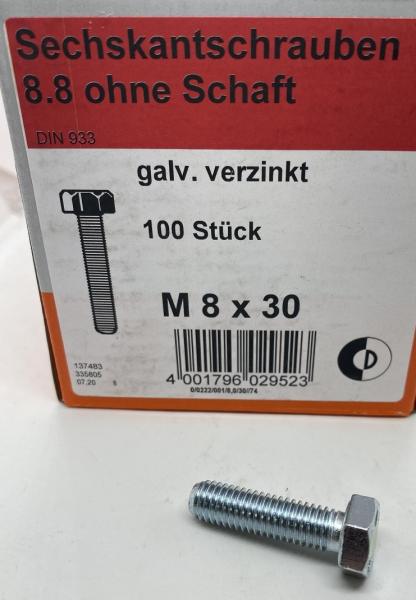 Sechskantschrauben
8.8 ohne Schaft
DIN 933
galv. verzinkt
100 Stück
M 8 x 30
137483
335805
07.20 8
4 001796 029523
0/0222/001/8,0/30//74
D